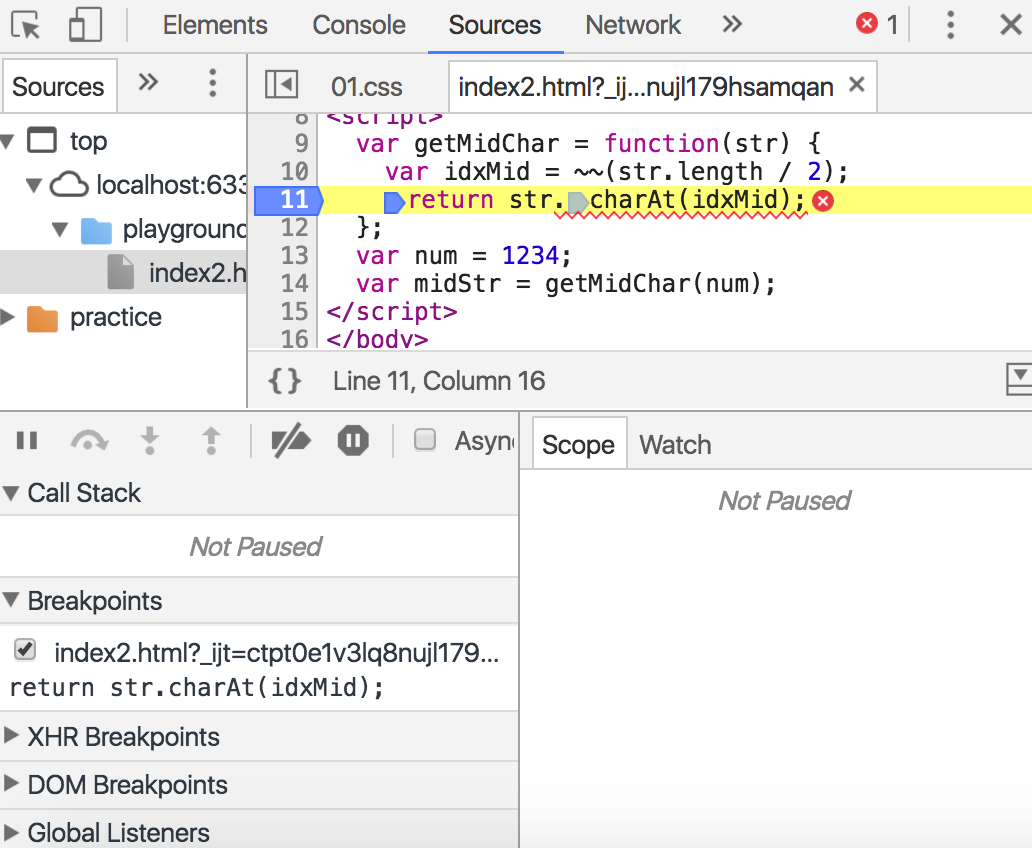 Elements Console Sources Network » 1
Sources » 01.css index2.html?_ij...nujl179hsamqan
top
localhost:633
playground
index2.h
practice
8 <script>
9 var getMidChar = function(str) {
10 var idxMid = ~~(str.length / 2);
11 return str.charAt(idxMid);
12 };
13 var num = 1234;
14 var midStr = getMidChar(num);
15 </script>
16 </body>
{} Line 11, Column 16
Async
Call Stack
Not Paused
Breakpoints
index2.html?_ijt=ctpt0e1v3lq8nujl179...
return str.charAt(idxMid);
XHR Breakpoints
DOM Breakpoints
Global Listeners
Scope Watch
Not Paused